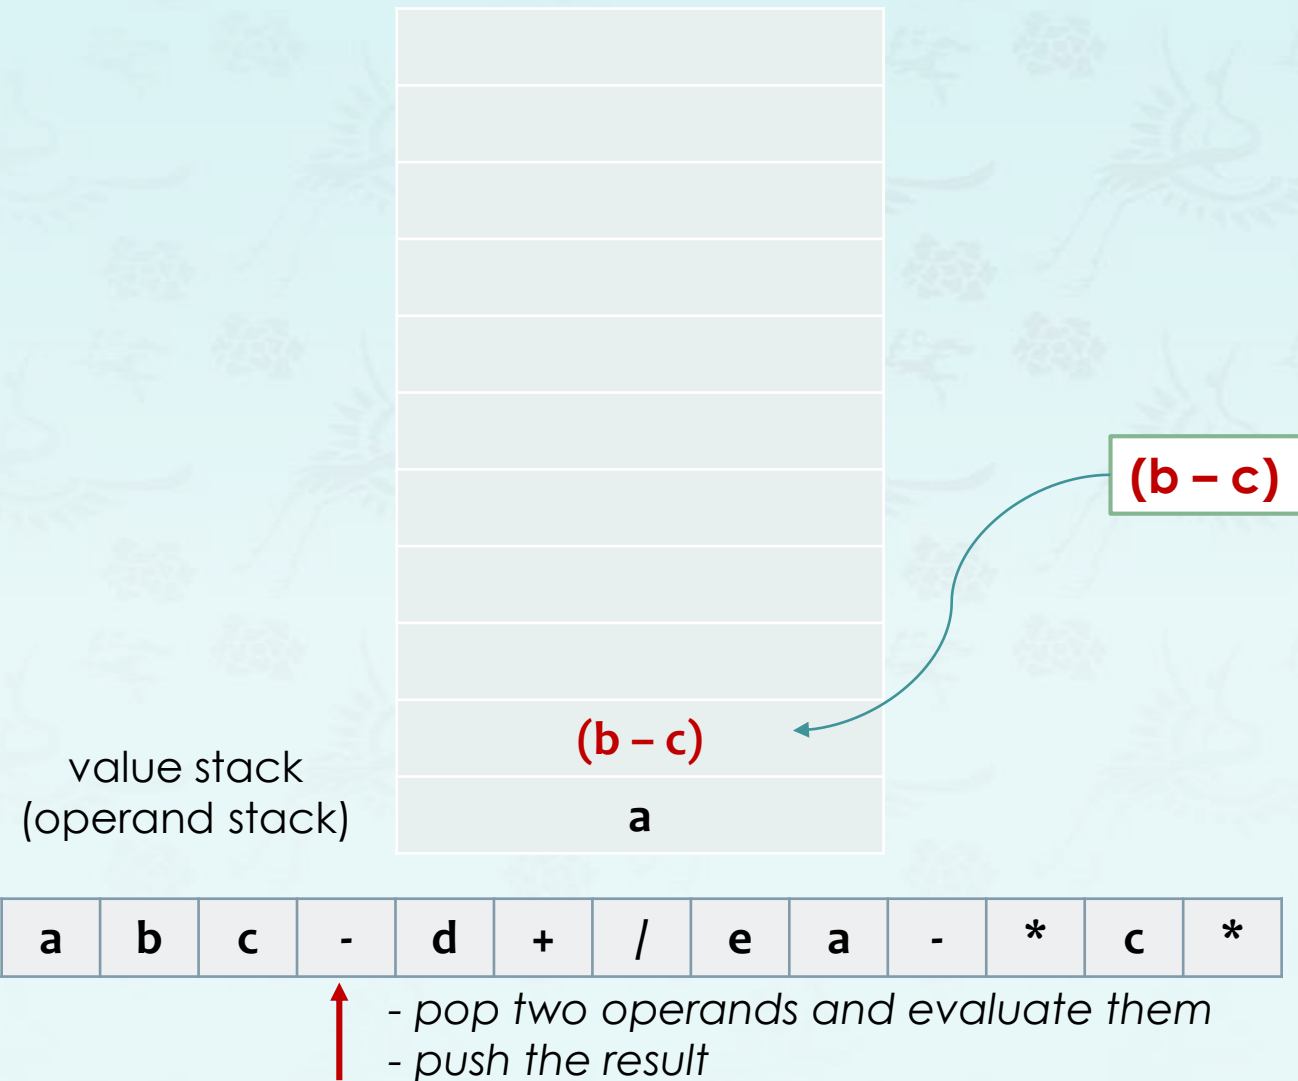 (b – c)
(b – c)
value stack
(operand stack)
a
a b c - d + / e a - * c *
- pop two operands and evaluate them
- push the result